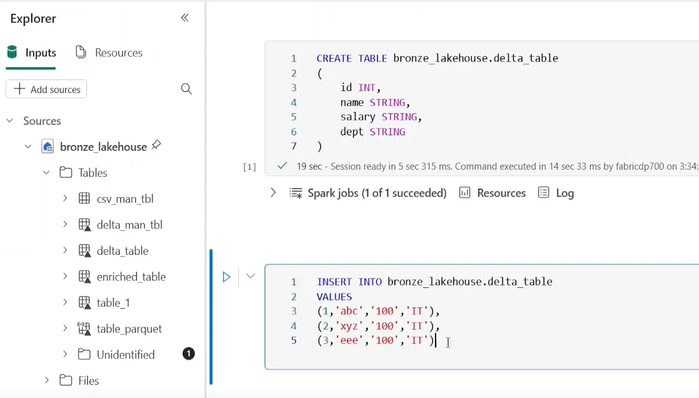 Explorer
Inputs
Resources
Add sources
Sources
bronze_lakehouse
Tables
csv_man_tbl
delta_man_tbl
delta_table
enriched_table
table_1
table_parquet
Unidentified 1
Files
1 CREATE TABLE bronze_lakehouse.delta_table
2 (
3 id INT,
4 name STRING,
5 salary STRING,
6 dept STRING
7 )
[1] 19 sec - Session ready in 5 sec 315 ms. Command executed in 14 sec 33 ms by fabricdp700 on 3:34:
Spark jobs (1 of 1 succeeded) Resources Log
1 INSERT INTO bronze_lakehouse.delta_table
2 VALUES
3 (1,'abc','100','IT'),
4 (2,'xyz','100','IT'),
5 (3,'eee','100','IT')